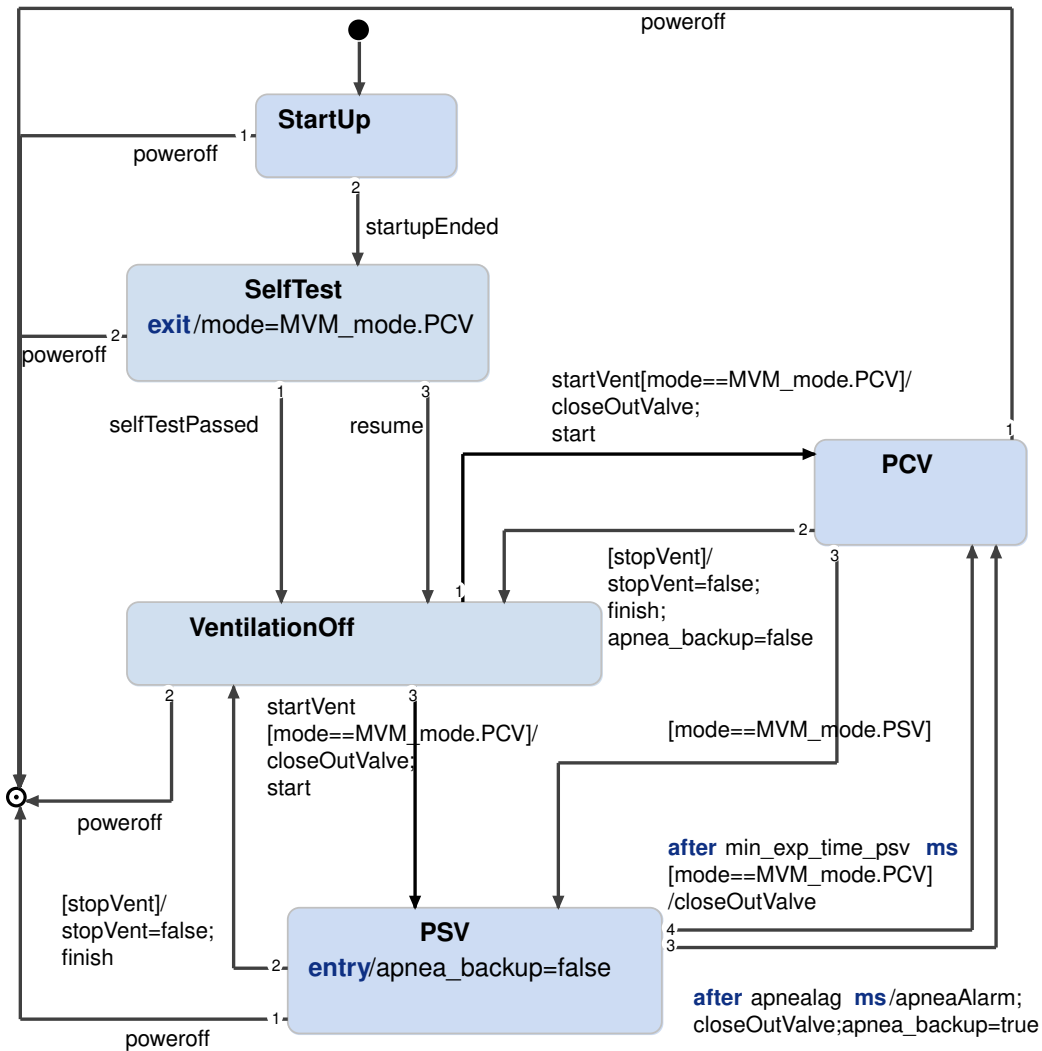 poweroff
StartUp
1
poweroff
2
startupEnded
SelfTest
exit/mode=MVM_mode.PCV
2
poweroff
1
3
selfTestPassed
resume
startVent[mode==MVM_mode.PCV]/
closeOutValve;
start
1
PCV
2
3
[stopVent]/
stopVent=false;
finish;
apnea_backup=false
1
VentilationOff
2
3
startVent
[mode==MVM_mode.PCV]/
closeOutValve;
start
[mode==MVM_mode.PSV]
poweroff
after min_exp_time_psv ms
[mode==MVM_mode.PCV]
/closeOutValve
[stopVent]/
stopVent=false;
finish
PSV
entry/apnea_backup=false
4
3
2
1
after apnealag ms/apneaAlarm;
closeOutValve;apnea_backup=true
poweroff